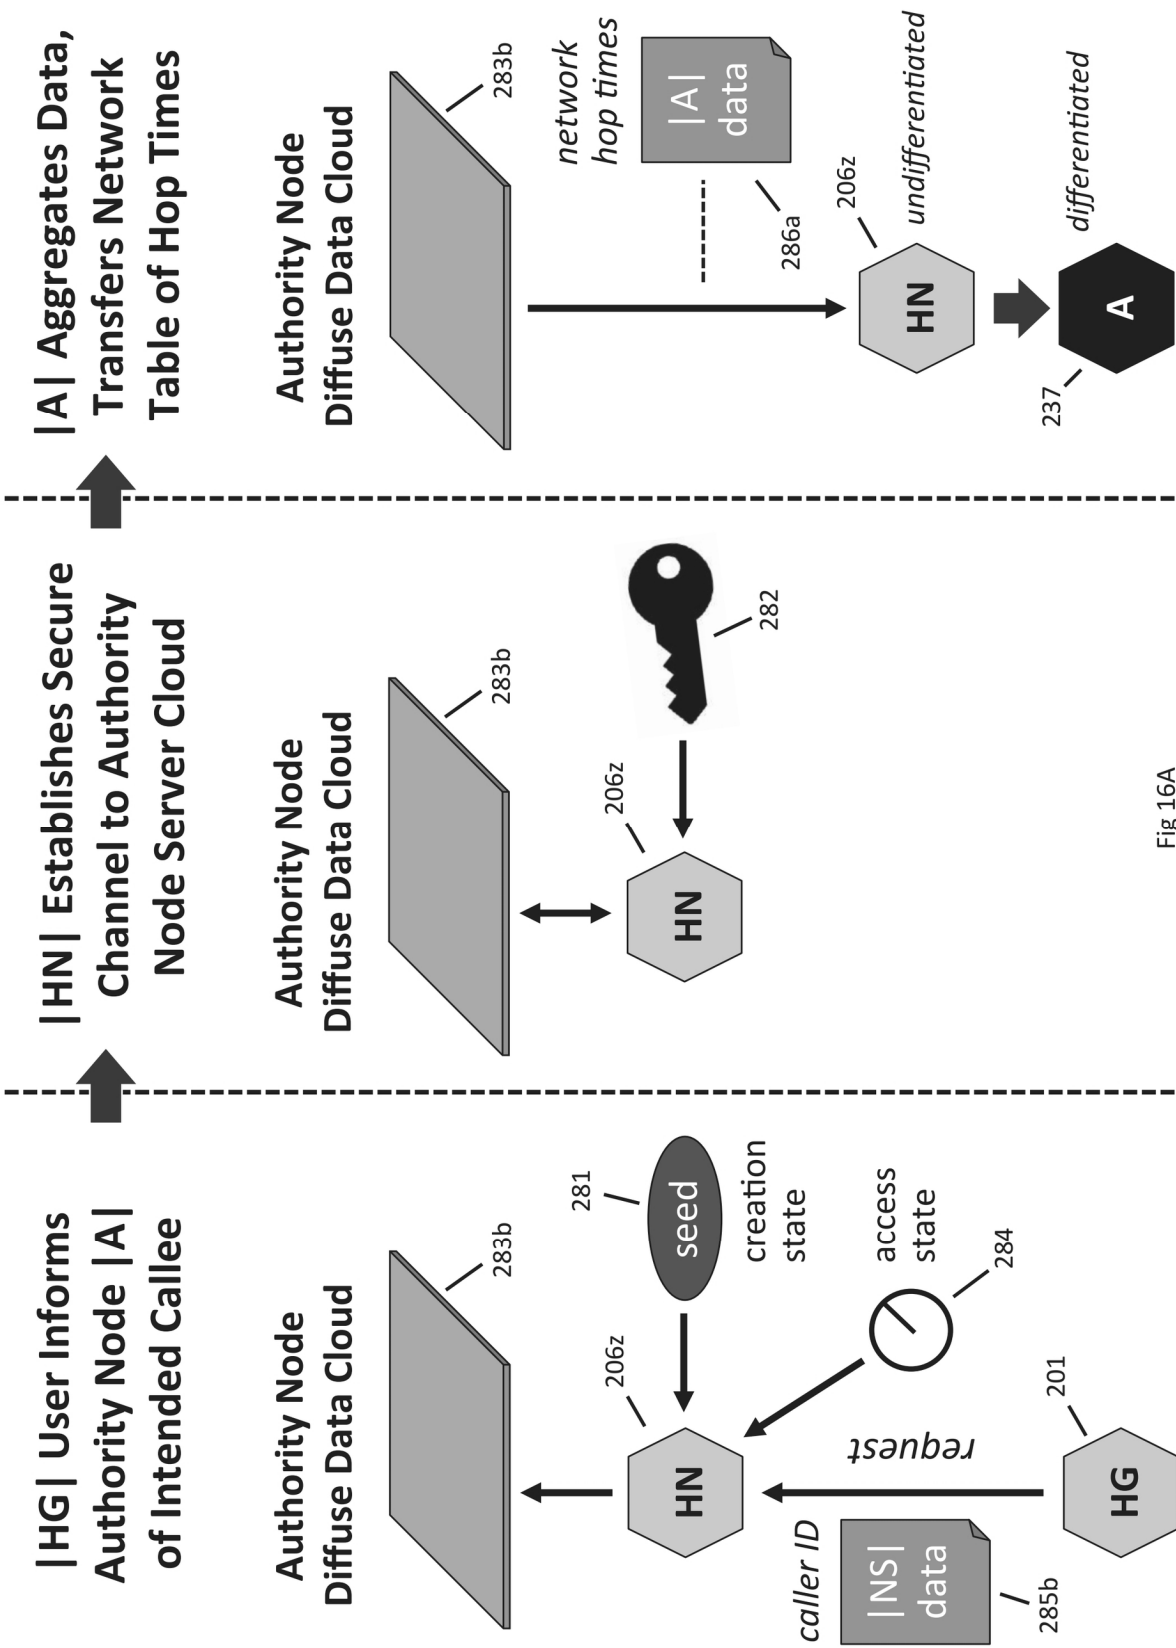 |HG| User Informs
Authority Node |A|
of Intended Callee
Authority Node
Diffuse Data Cloud
283b
206z
HN
281
seed
creation
state
access
state
284
request
caller ID
|NS|
data
285b
201
HG
|HN| Establishes Secure
Channel to Authority
Node Server Cloud
Authority Node
Diffuse Data Cloud
283b
206z
HN
282
|A| Aggregates Data,
Transfers Network
Table of Hop Times
Authority Node
Diffuse Data Cloud
283b
network
hop times
|A|
data
286a
206z
HN
undifferentiated
differentiated
A
237
Fig 16A